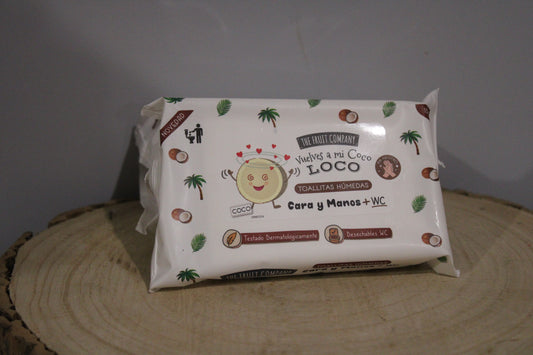 NOVEDAD
THE FRUIT COMPANY
Vuelves a mi Coco
LOCO
TOALLITAS HÚMEDAS
Cara y Manos + WC
COCO
Testado Dermatológicamente
Desechables WC
THE FRUIT COMPANY